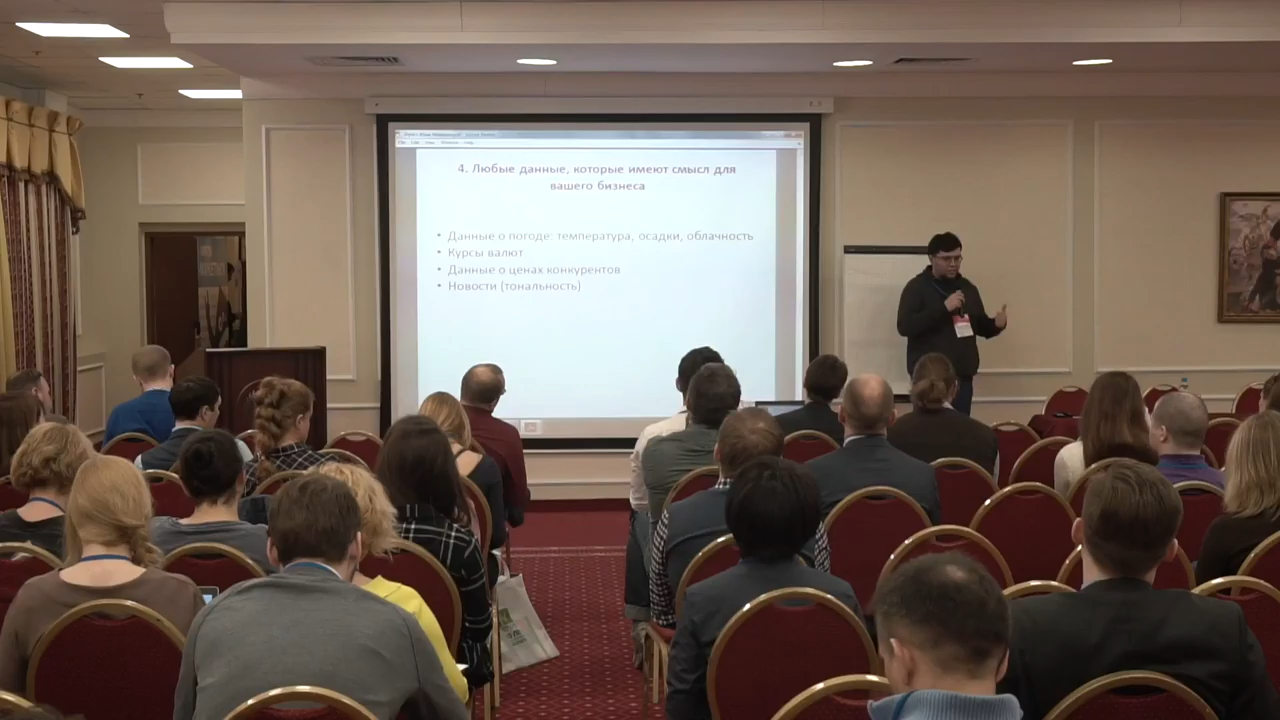 4. Любые данные, которые имеют смысл для
вашего бизнеса
• Данные о погоде: температура, осадки, облачность
• Курсы валют
• Данные о ценах конкурентов
• Новости (тональность)